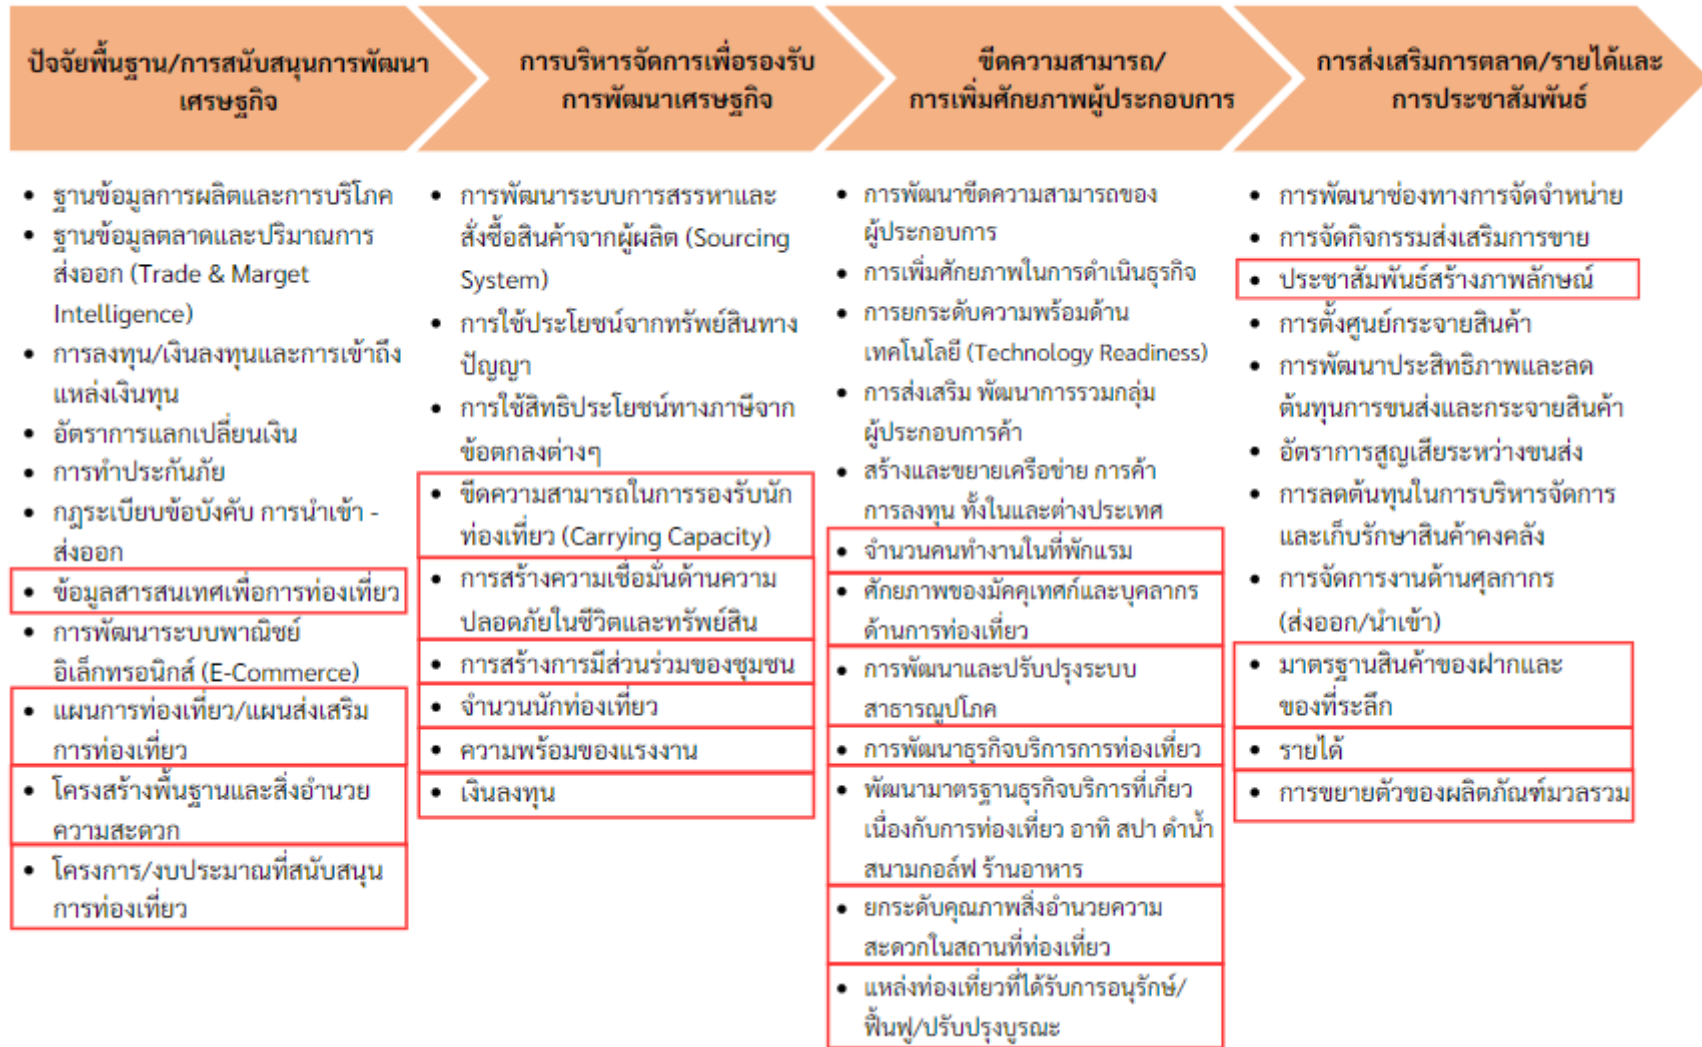 ปัจจัยพื้นฐาน/การสนับสนุนการพัฒนา
เศรษฐกิจ
การบริหารจัดการเพื่อรองรับ
การพัฒนาเศรษฐกิจ
ขีดความสามารถ/
การเพิ่มศักยภาพผู้ประกอบการ
การส่งเสริมการตลาด/รายได้และ
การประชาสัมพันธ์
• ฐานข้อมูลการผลิตและการบริโภค
• ฐานข้อมูลตลาดและปริมาณการ
ส่งออก (Trade & Marget
Intelligence)
• การลงทุน/เงินลงทุนและการเข้าถึง
แหล่งเงินทุน
• อัตราการแลกเปลี่ยนเงิน
• การทำประกันภัย
• กฎระเบียบข้อบังคับ การนำเข้า -
ส่งออก
• ข้อมูลสารสนเทศเพื่อการท่องเที่ยว
• การพัฒนาระบบพาณิชย์
อิเล็กทรอนิกส์ (E-Commerce)
• แผนการท่องเที่ยว/แผนส่งเสริม
การท่องเที่ยว
• โครงสร้างพื้นฐานและสิ่งอำนวย
ความสะดวก
• โครงการ/งบประมาณที่สนับสนุน
การท่องเที่ยว
• การพัฒนาระบบการสรรหาและ
สั่งซื้อสินค้าจากผู้ผลิต (Sourcing
System)
• การใช้ประโยชน์จากทรัพย์สินทาง
ปัญญา
• การใช้สิทธิประโยชน์ทางภาษีจาก
ข้อตกลงต่างๆ
• ขีดความสามารถในการรองรับนัก
ท่องเที่ยว (Carrying Capacity)
• การสร้างความเชื่อมั่นด้านความ
ปลอดภัยในชีวิตและทรัพย์สิน
• การสร้างการมีส่วนร่วมของชุมชน
• จำนวนนักท่องเที่ยว
• ความพร้อมของแรงงาน
• เงินลงทุน
• การพัฒนาขีดความสามารถของ
ผู้ประกอบการ
• การเพิ่มศักยภาพในการดำเนินธุรกิจ
• การยกระดับความพร้อมด้าน
เทคโนโลยี (Technology Readiness)
• การส่งเสริม พัฒนาการรวมกลุ่ม
ผู้ประกอบการค้า
• สร้างและขยายเครือข่าย การค้า
การลงทุน ทั้งในและต่างประเทศ
• จำนวนคนทำงานในที่พักแรม
• ศักยภาพของมัคคุเทศก์และบุคลากร
ด้านการท่องเที่ยว
• การพัฒนาและปรับปรุงระบบ
สาธารณูปโภค
• การพัฒนาธุรกิจบริการการท่องเที่ยว
• พัฒนามาตรฐานธุรกิจบริการที่เกี่ยว
เนื่องกับการท่องเที่ยว อาทิ สปา ดำน้ำ
สนามกอล์ฟ ร้านอาหาร
• ยกระดับคุณภาพสิ่งอำนวยความ
สะดวกในสถานที่ท่องเที่ยว
• แหล่งท่องเที่ยวที่ได้รับการอนุรักษ์/
ฟื้นฟู/ปรับปรุงบูรณะ
• การพัฒนาช่องทางการจัดจำหน่าย
• การจัดกิจกรรมส่งเสริมการขาย
• ประชาสัมพันธ์สร้างภาพลักษณ์
• การตั้งศูนย์กระจายสินค้า
• การพัฒนาประสิทธิภาพและลด
ต้นทุนการขนส่งและกระจายสินค้า
• อัตราการสูญเสียระหว่างขนส่ง
• การลดต้นทุนในการบริหารจัดการ
และเก็บรักษาสินค้าคงคลัง
• การจัดการงานด้านศุลกากร
(ส่งออก/นำเข้า)
• มาตรฐานสินค้าของฝากและ
ของที่ระลึก
• รายได้
• การขยายตัวของผลิตภัณฑ์มวลรวม